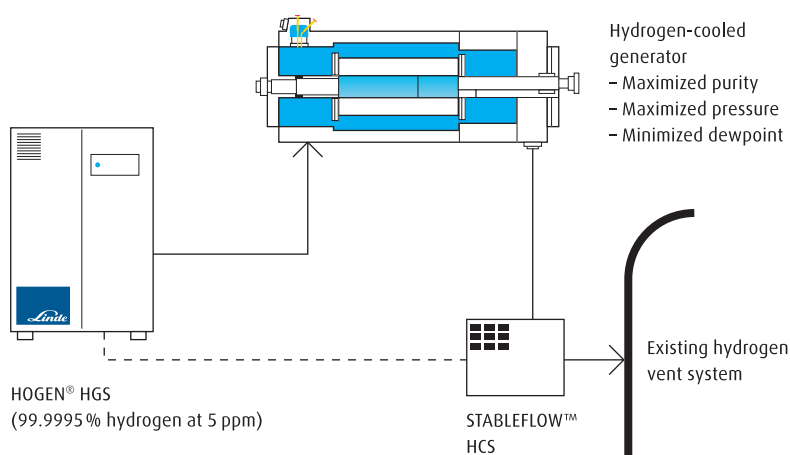 Hydrogen-cooled
generator
– Maximized purity
– Maximized pressure
– Minimized dewpoint
Linde
HOGEN® HGS
(99.9995% hydrogen at 5 ppm)
STABLEFLOW™
HCS
Existing hydrogen
vent system